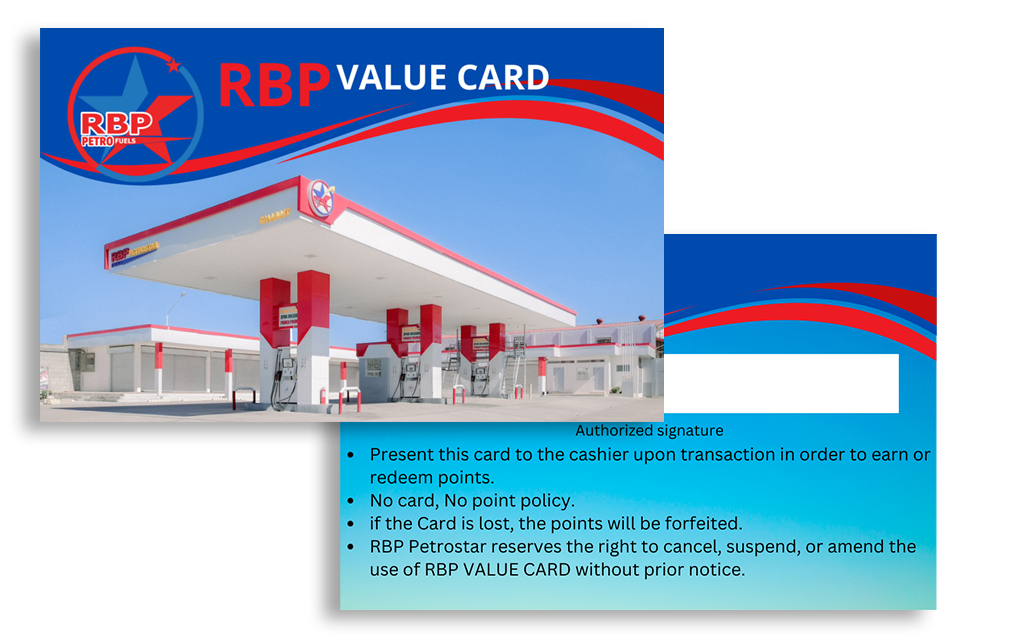 RBP VALUE CARD
RBP
PETRO FUELS
RBP
Authorized signature
• Present this card to the cashier upon transaction in order to earn or
redeem points.
• No card, No point policy.
• if the Card is lost, the points will be forfeited.
• RBP Petrostar reserves the right to cancel, suspend, or amend the
use of RBP VALUE CARD without prior notice.